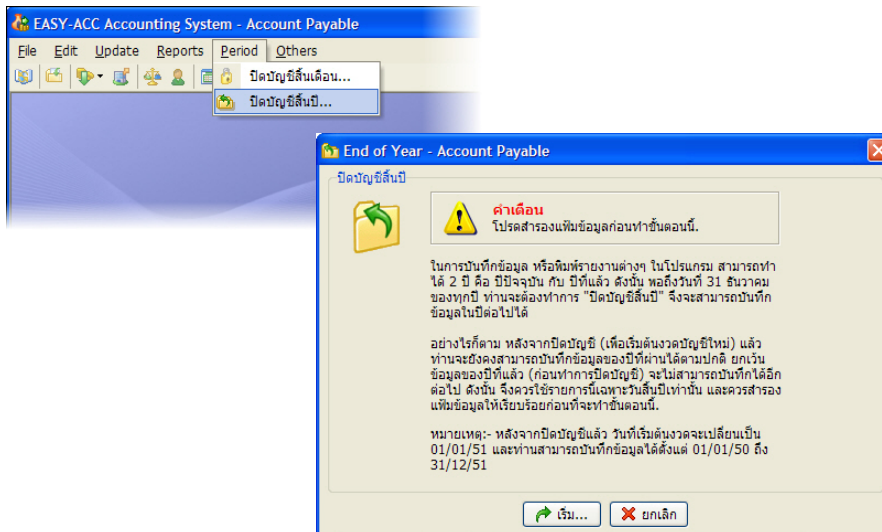 EASY-ACC Accounting System - Account Payable
File Edit Update Reports Period Others
ปิดบัญชีสิ้นเดือน...
ปิดบัญชีสิ้นปี...
End of Year - Account Payable
ปิดบัญชีสิ้นปี
คำเตือน
โปรดสำรองแฟ้มข้อมูลก่อนทำขั้นตอนนี้.
ในการบันทึกข้อมูล หรือพิมพ์รายงานต่างๆ ในโปรแกรม สามารถทำ
ได้ 2 ปี คือ ปีปัจจุบัน กับ ปีที่แล้ว ดังนั้น พอถึงวันที่ 31 ธันวาคม
ของทุกปี ท่านจะต้องทำการ "ปิดบัญชีสิ้นปี" จึงจะสามารถบันทึก
ข้อมูลในปีต่อไปได้
อย่างไรก็ตาม หลังจากปิดบัญชี (เพื่อเริ่มต้นงวดบัญชีใหม่) แล้ว
ท่านจะยังคงสามารถบันทึกข้อมูลของปีที่ผ่านได้ตามปกติ ยกเว้น
ข้อมูลของปีที่แล้ว (ก่อนทำการปิดบัญชี) จะไม่สามารถบันทึกได้อีก
ต่อไป ดังนั้น จึงควรใช้รายการนี้เฉพาะวันสิ้นปีเท่านั้น และควรสำรอง
แฟ้มข้อมูลให้เรียบร้อยก่อนที่จะทำขั้นตอนนี้.
หมายเหตุ:- หลังจากปิดบัญชีแล้ว วันที่เริ่มต้นงวดจะเปลี่ยนเป็น
01/01/51 และท่านสามารถบันทึกข้อมูลได้ตั้งแต่ 01/01/50 ถึง
31/12/51
เริ่ม... ยกเลิก